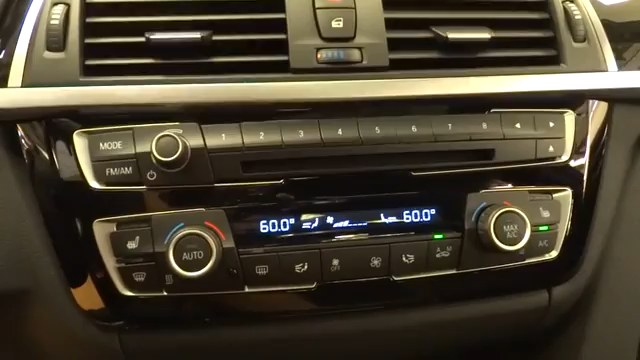 MODE
1 2 3 4 5 6 7 8
FM/AM
60.0° 60.0°
AUTO
MAX A/C
OFF
A M
A/C